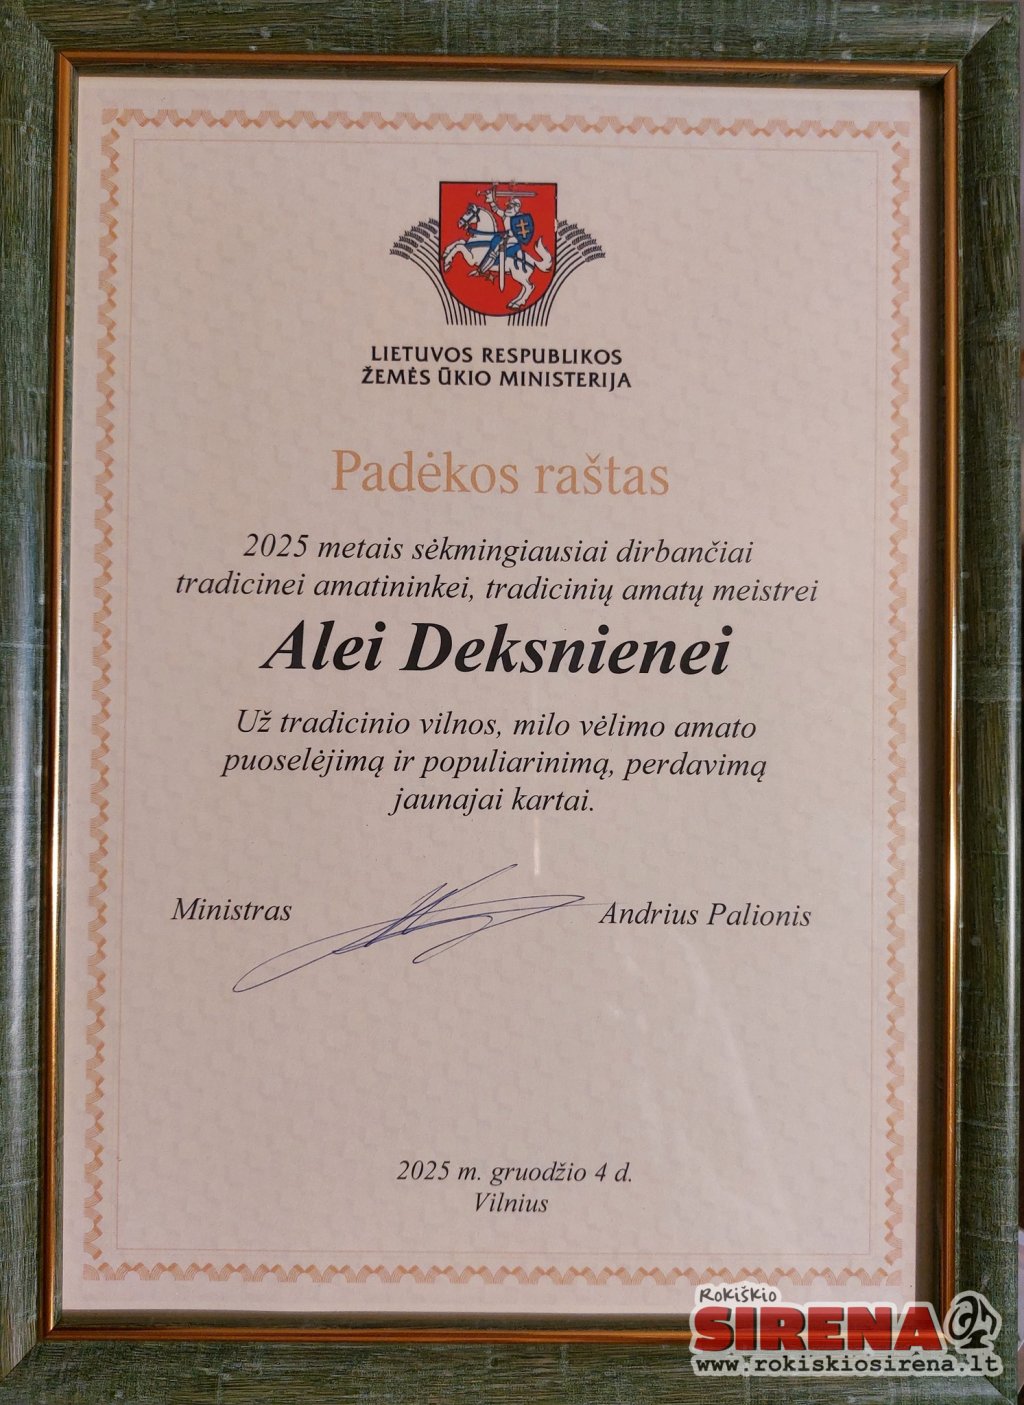 LIETUVOS RESPUBLIKOS
ŽEMĖS ŪKIO MINISTERIJA
Padėkos raštas
2025 metais sėkmingiausiai dirbančiai
tradicinei amatininkei, tradicinių amatų meistrei
Alei Deksnienei
Už tradicinio vilnos, milo vėlimo amato
puoselėjimą ir populiarinimą, perdavimą
jaunajai kartai.
Ministras Andrius Palionis
2025 m. gruodžio 4 d.
Vilnius
Rokiškio
SIRENA
www.rokiskiosirena.lt